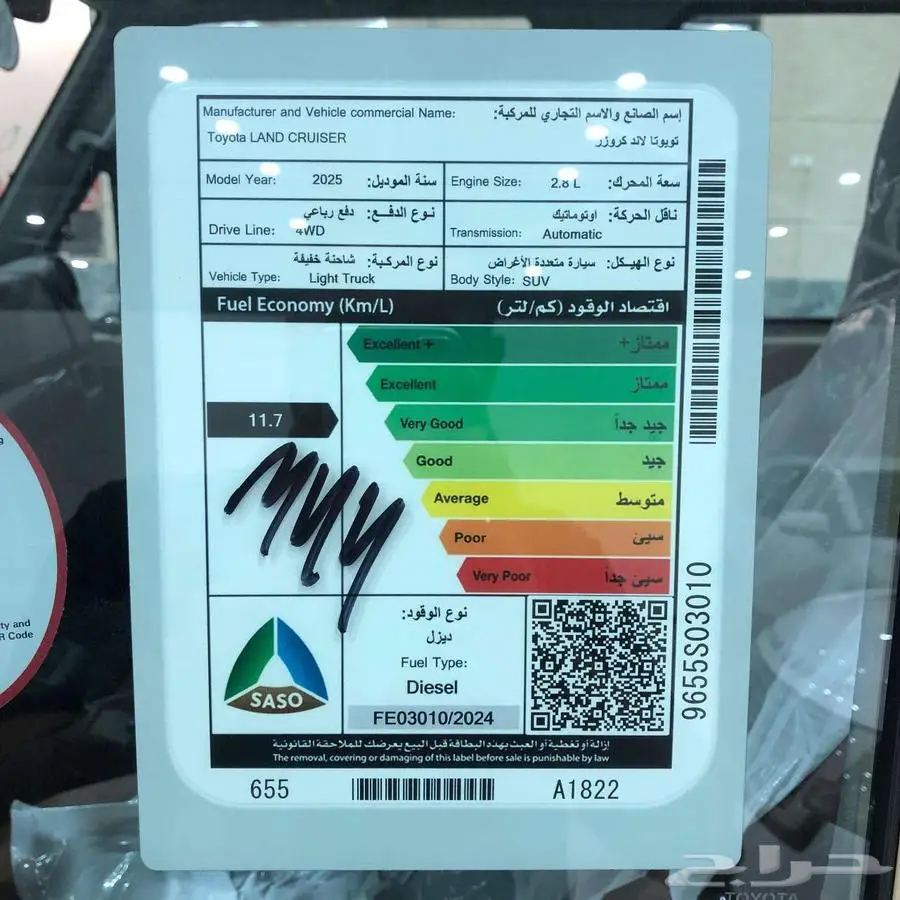 Manufacturer and Vehicle commercial Name: إسم الصانع والاسم التجاري للمركبة:
Toyota LAND CRUISER تويوتا لاند كروزر
Model Year: 2025 سنة الموديل:
Engine Size: 2.8 L سعة المحرك:
نوع الدفع: دفع رباعي
Drive Line: 4WD
ناقل الحركة: اوتوماتيك
Transmission: Automatic
نوع المركبة: شاحنة خفيفة
Vehicle Type: Light Truck
نوع الهيكل: سيارة متعددة الأغراض
Body Style: SUV
Fuel Economy (Km/L) اقتصاد الوقود (كم/لتر)
Excellent + ممتاز+
Excellent ممتاز
11.7
Very Good جيد جداً
Good جيد
Average متوسط
Poor سيئ
Very Poor سيئ جداً
نوع الوقود:
ديزل
Fuel Type:
Diesel
FE03010/2024
SASO
إزالة أو تغطية أو العبث بهذه البطاقة قبل البيع يعرضك للملاحقة القانونية
The removal, covering or damaging of this label before sale is punishable by law
655 A1822
9655S03010
ty and
R Code
حراج
TOYOTA